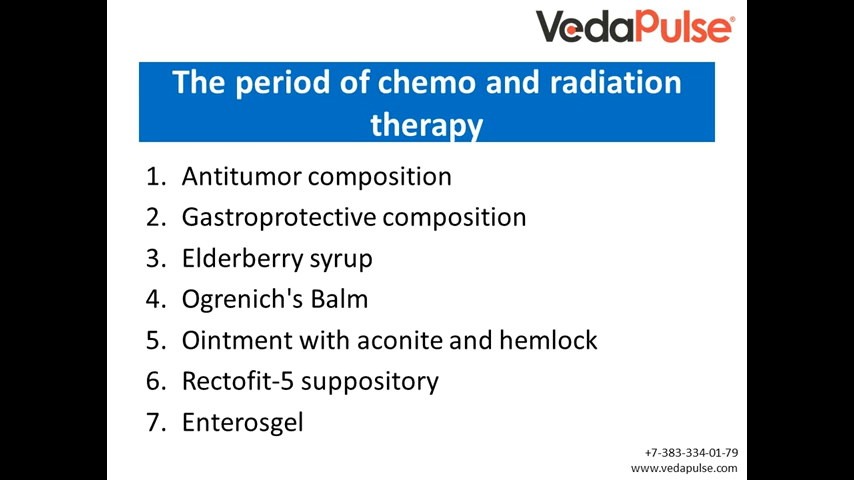 VedaPulse®
The period of chemo and radiation
therapy
1. Antitumor composition
2. Gastroprotective composition
3. Elderberry syrup
4. Ogrenich's Balm
5. Ointment with aconite and hemlock
6. Rectofit-5 suppository
7. Enterosgel
+7-383-334-01-79
www.vedapulse.com